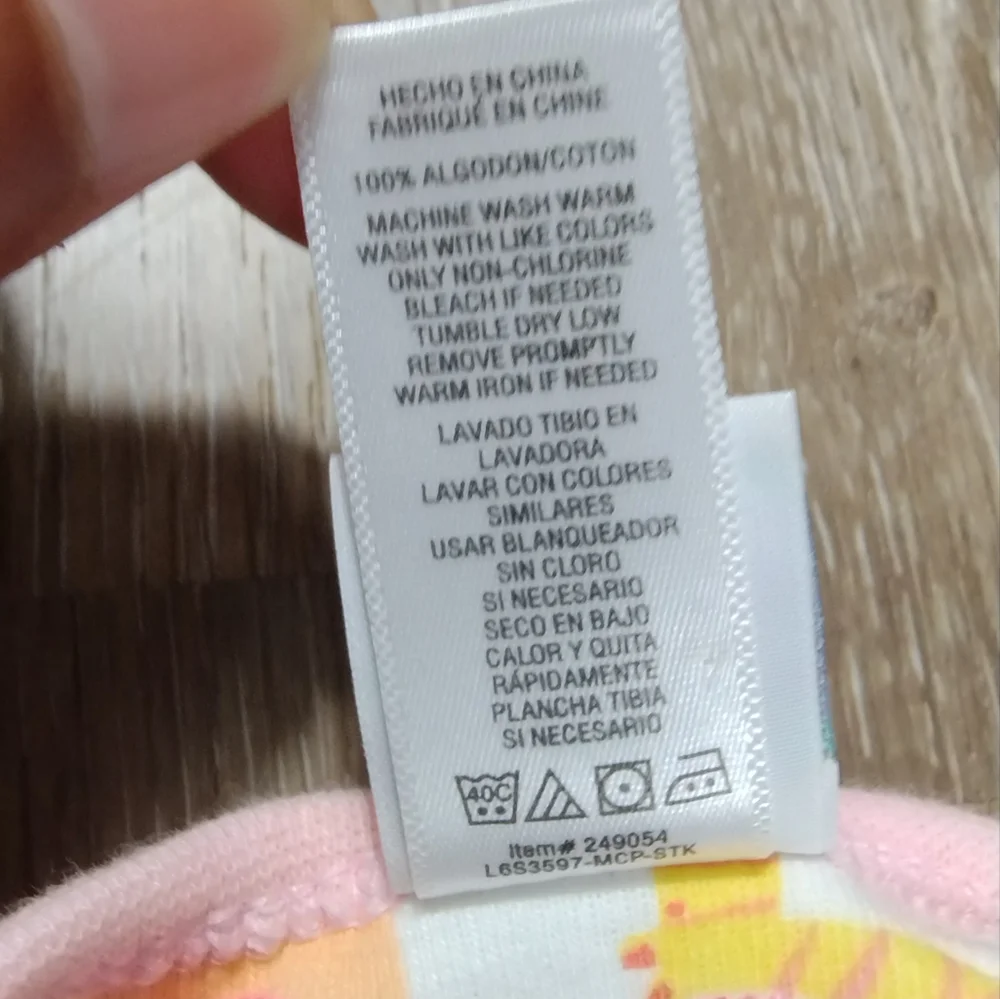 HECHO EN CHINA
FABRIQUÉ EN CHINE
100% ALGODON/COTON
MACHINE WASH WARM
WASH WITH LIKE COLORS
ONLY NON-CHLORINE
BLEACH IF NEEDED
TUMBLE DRY LOW
REMOVE PROMPTLY
WARM IRON IF NEEDED
LAVADO TIBIO EN
LAVADORA
LAVAR CON COLORES
SIMILARES
USAR BLANQUEADOR
SIN CLORO
SI NECESARIO
SECO EN BAJO
CALOR Y QUITA
RÁPIDAMENTE
PLANCHA TIBIA
SI NECESARIO
40C
Item# 249054
L6S3597-MCP-STK